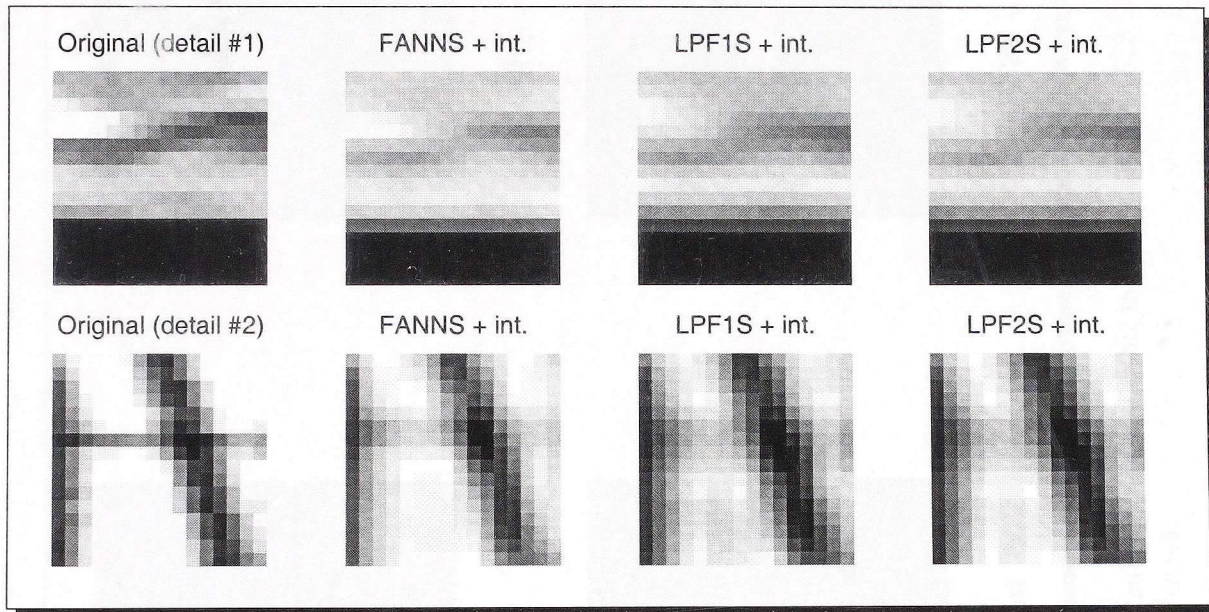 Original (detail #1) FANNS + int. LPF1S + int. LPF2S + int.
Original (detail #2) FANNS + int. LPF1S + int. LPF2S + int.